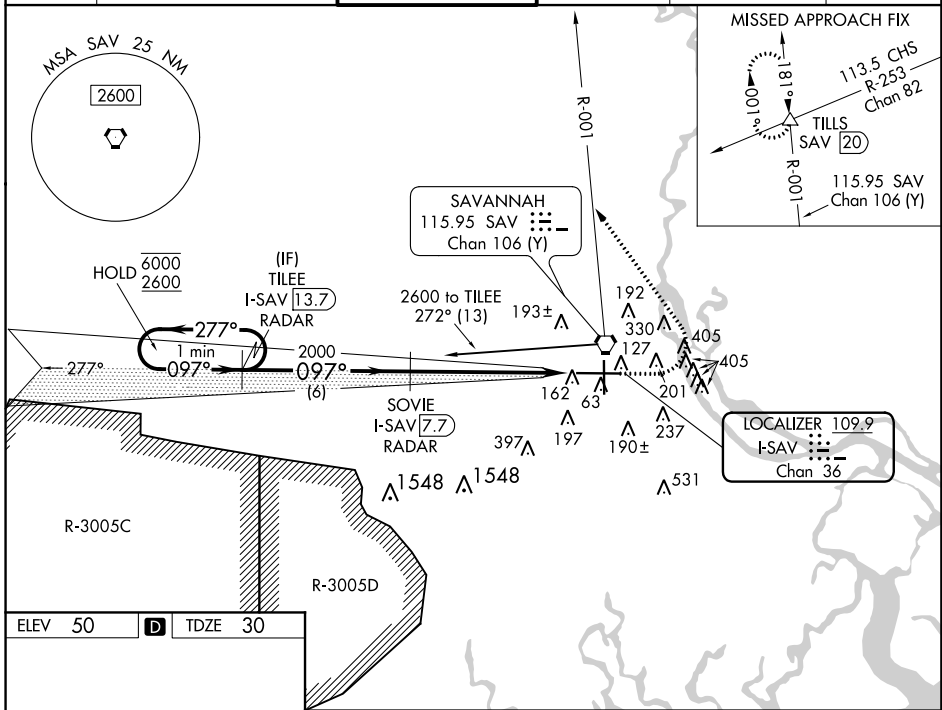 MSA SAV 25 NM
2600
R-001
MISSED APPROACH FIX
181°
001°
113.5 CHS
R-253
Chan 82
TILLS
SAV 20
R-001
115.95 SAV
Chan 106 (Y)
SAVANNAH
115.95 SAV
Chan 106 (Y)
HOLD
6000
2600
(IF)
TILEE
I-SAV 13.7
RADAR
2600 to TILEE
272° (13)
193±
192
330
405
127
405
277°
1 min
097°
277°
2000
097°
(6)
162
63
201
SOVIE
I-SAV 7.7
RADAR
197
190±
237
397
LOCALIZER 109.9
I-SAV
Chan 36
1548
1548
531
R-3005C
R-3005D
ELEV 50
D
TDZE 30